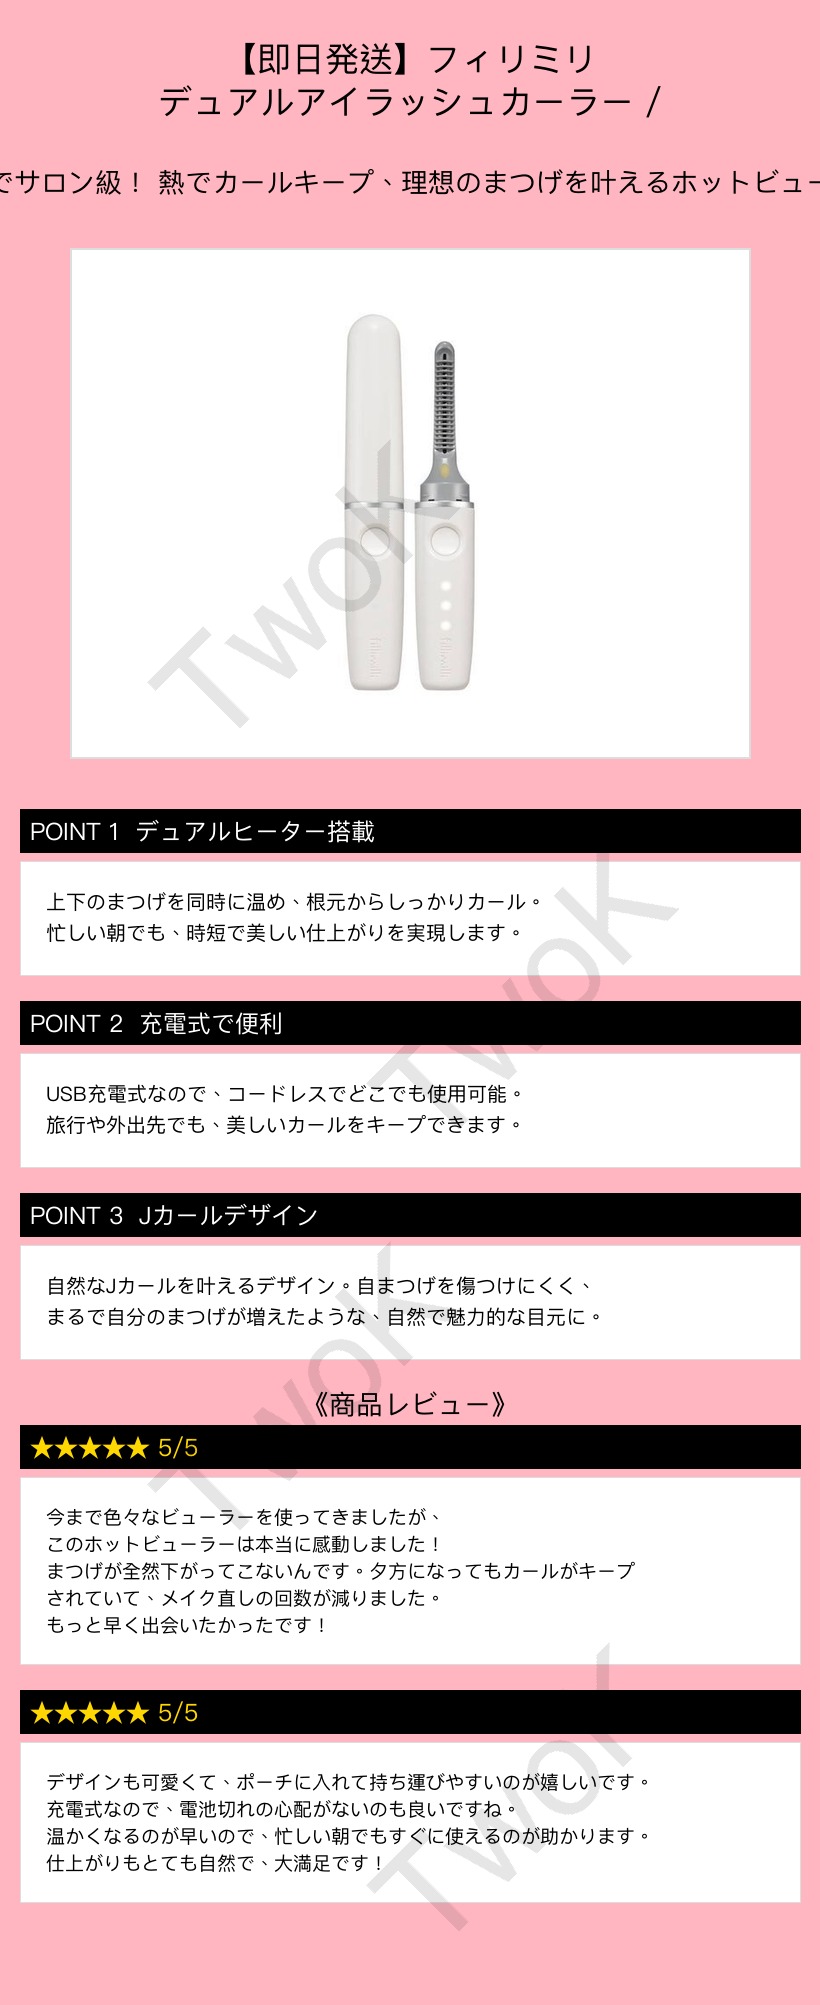 【即日発送】フィリミリ
デュアルアイラッシュカーラー /
でサロン級！ 熱でカールキープ、理想のまつげを叶えるホットビュー
TwoK
fillimilli
fillimilli
POINT 1 デュアルヒーター搭載
上下のまつげを同時に温め、根元からしっかりカール。
忙しい朝でも、時短で美しい仕上がりを実現します。
TwoK
POINT 2 充電式で便利
USB充電式なので、コードレスでどこでも使用可能。
旅行や外出先でも、美しいカールをキープできます。
POINT 3 Jカールデザイン
自然なJカールを叶えるデザイン。自まつげを傷つけにくく、
まるで自分のまつげが増えたような、自然で魅力的な目元に。
TwoK
《商品レビュー》
★★★★★ 5/5
今まで色々なビューラーを使ってきましたが、
このホットビューラーは本当に感動しました！
まつげが全然下がってこないんです。夕方になってもカールがキープ
されていて、メイク直しの回数が減りました。
もっと早く出会いたかったです！
TwoK
★★★★★ 5/5
デザインも可愛くて、ポーチに入れて持ち運びやすいのが嬉しいです。
充電式なので、電池切れの心配がないのも良いですね。
温かくなるのが早いので、忙しい朝でもすぐに使えるのが助かります。
仕上がりもとても自然で、大満足です！